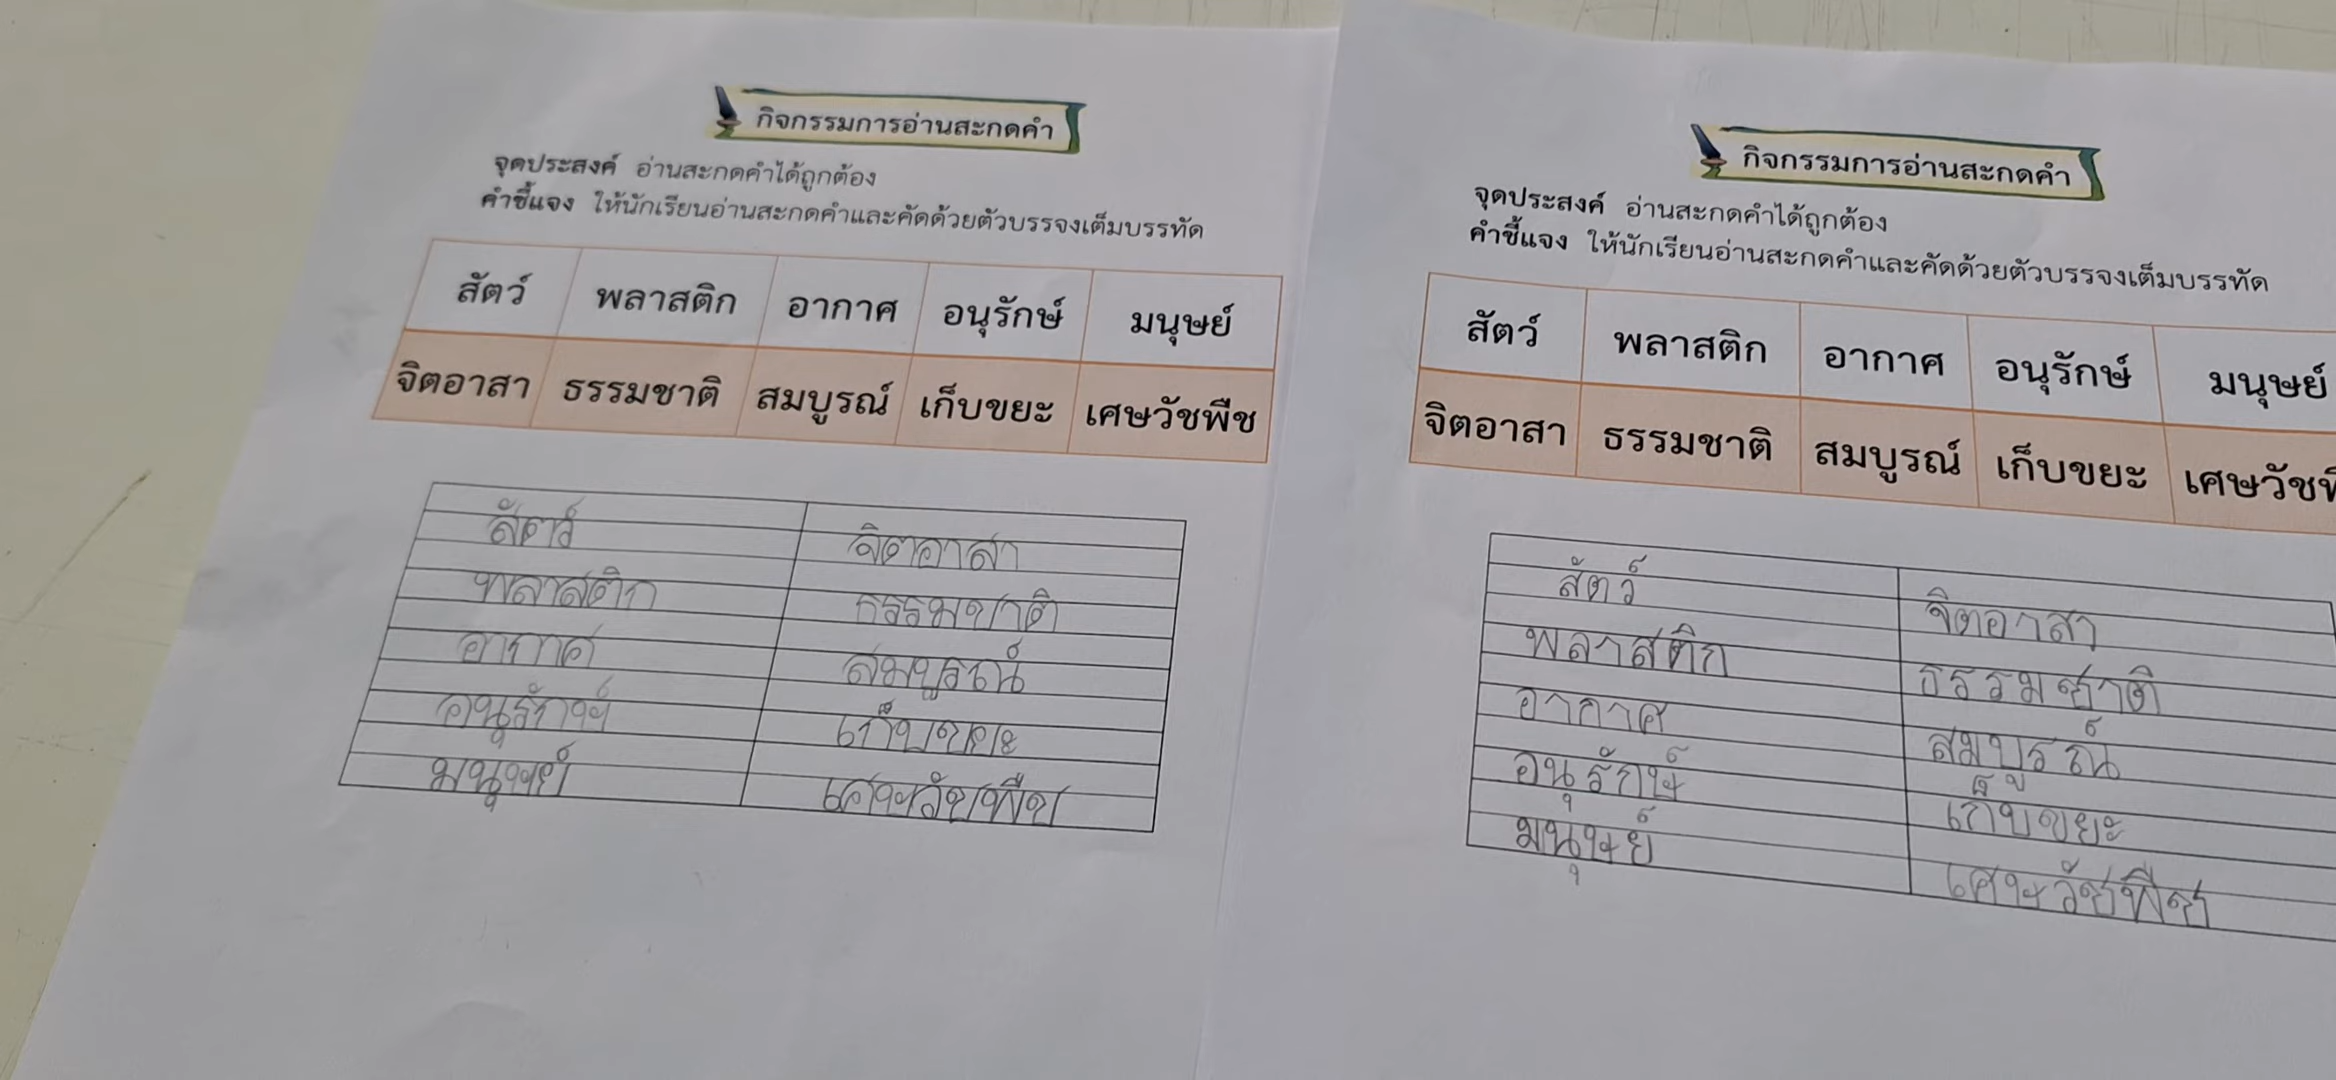 กิจกรรมการอ่านสะกดคำ
จุดประสงค์ อ่านสะกดคำได้ถูกต้อง
คำชี้แจง ให้นักเรียนอ่านสะกดคำและคัดด้วยตัวบรรจงเต็มบรรทัด
สัตว์ พลาสติก อากาศ อนุรักษ์ มนุษย์
จิตอาสา ธรรมชาติ สมบูรณ์ เก็บขยะ เศษวัชพืช
สัตว์ จิตอาสา
พลาสติก ธรรมชาติ
อากาศ สมบูรณ์
อนุรักษ์ เก็บขยะ
มนุษย์ เศษวัชพืช
กิจกรรมการอ่านสะกดคำ
จุดประสงค์ อ่านสะกดคำได้ถูกต้อง
คำชี้แจง ให้นักเรียนอ่านสะกดคำและคัดด้วยตัวบรรจงเต็มบรรทัด
สัตว์ พลาสติก อากาศ อนุรักษ์ มนุษย์
จิตอาสา ธรรมชาติ สมบูรณ์ เก็บขยะ เศษวัชพื
สัตว์ จิตอาสา
พลาสติก ธรรมชาติ
อากาศ สมบูรณ์
อนุรักษ์ เก็บขยะ
มนุษย์ เศษวัชพืช